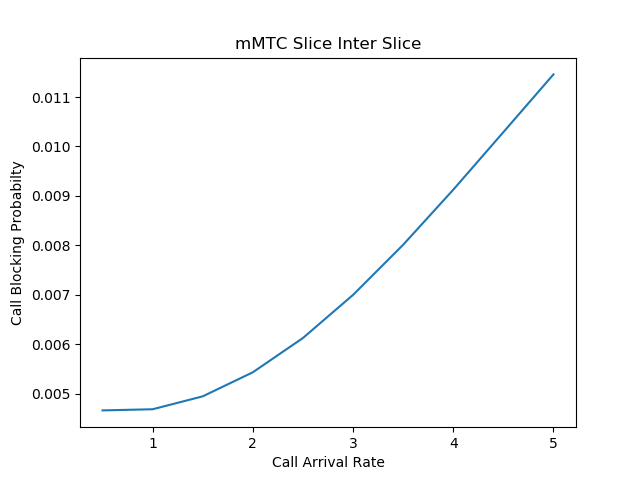 mMTC Slice Inter Slice
Call Blocking Probabilty
0.011
0.010
0.009
0.008
0.007
0.006
0.005
1 2 3 4 5
Call Arrival Rate